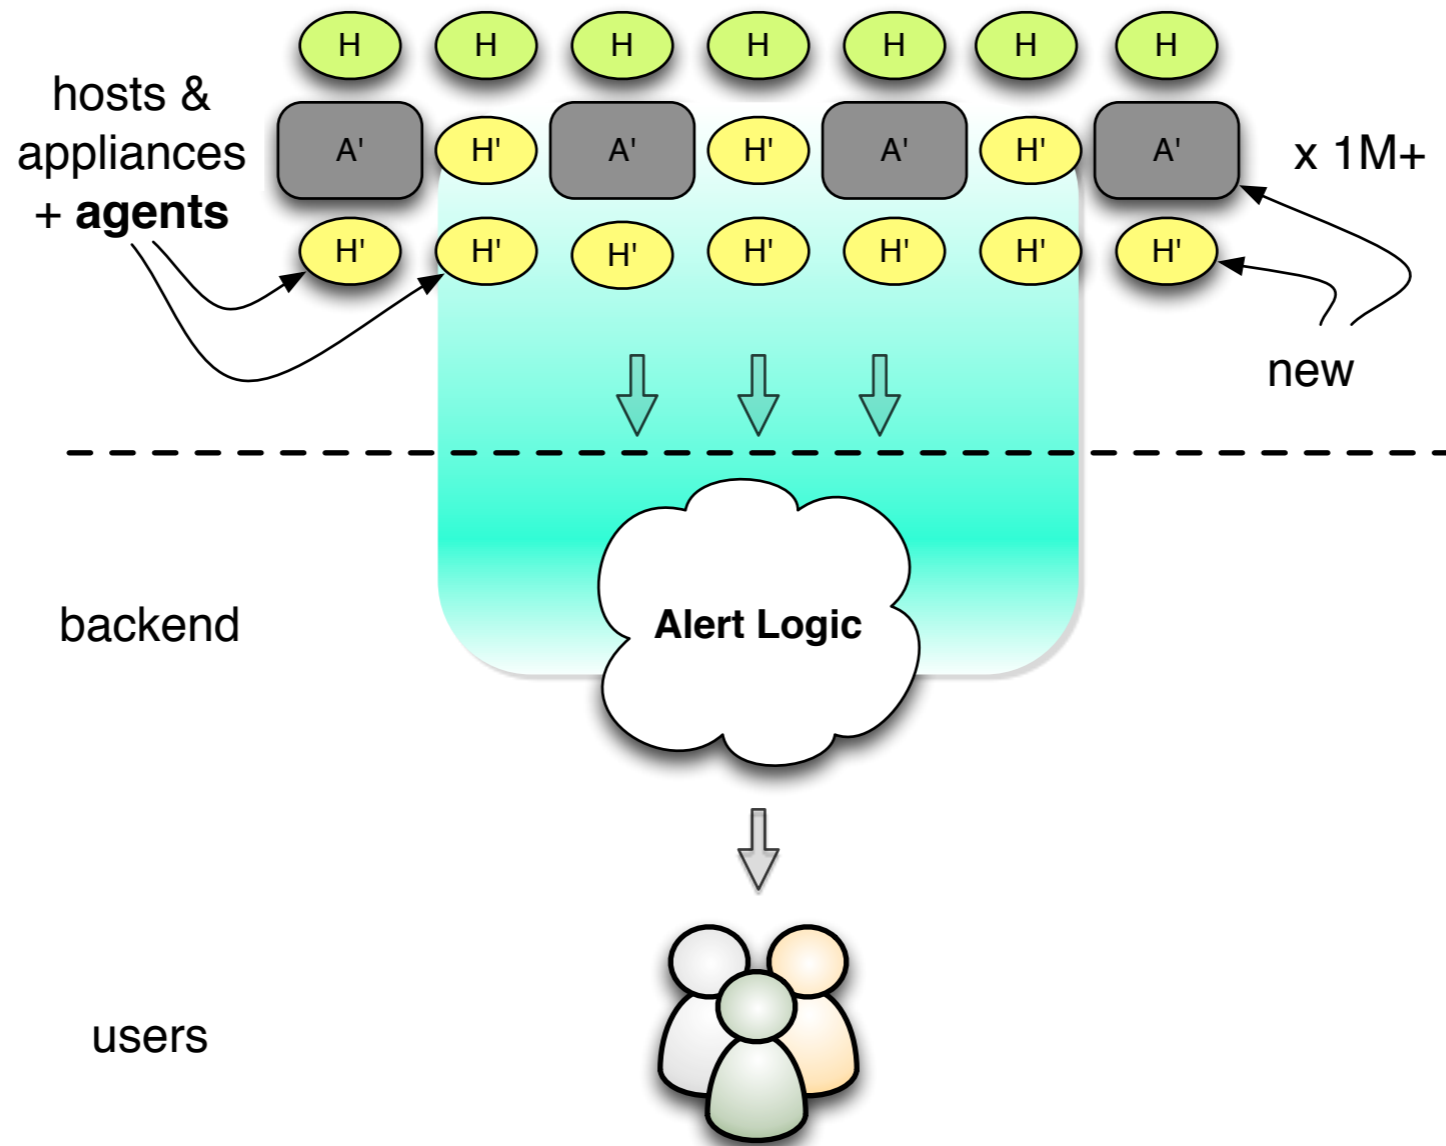 H H H H H H H
hosts &
appliances
+ agents
A' H' A' H' A' H' A'
x 1M+
H' H' H' H' H' H' H'
new
backend
Alert Logic
users